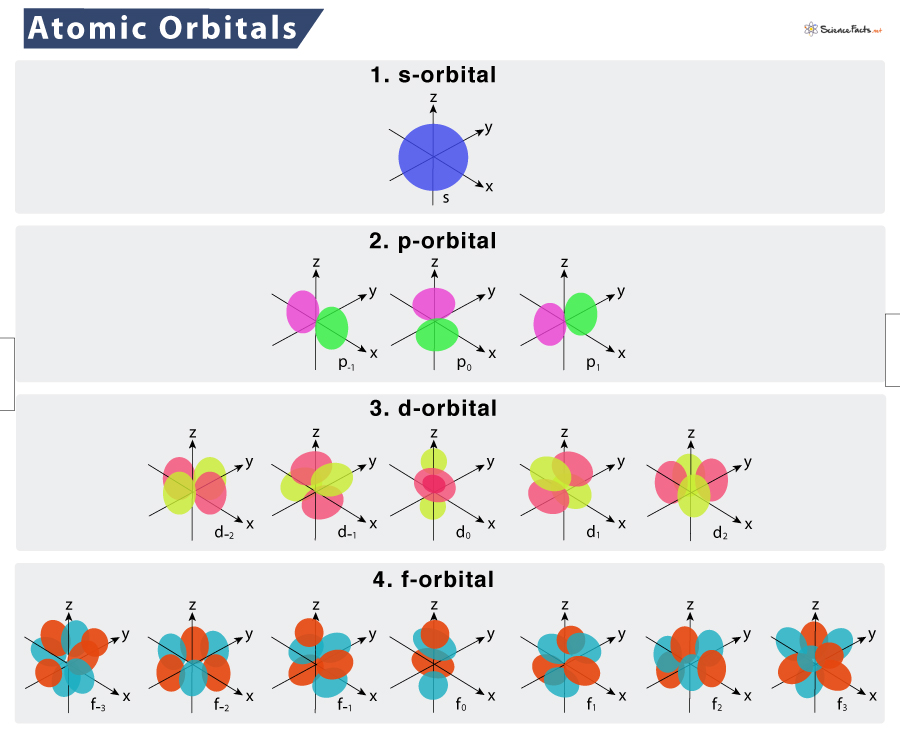 Atomic Orbitals
ScienceFacts.net
1. s-orbital
z
y
x
s
2. p-orbital
z z z
y y y
x x x
p-1 p0 p1
3. d-orbital
z z z z z
y y y y y
x x x x x
d-2 d-1 d0 d1 d2
4. f-orbital
z z z z z z z
y y y y y y y
x x x x x x x
f-3 f-2 f-1 f0 f1 f2 f3